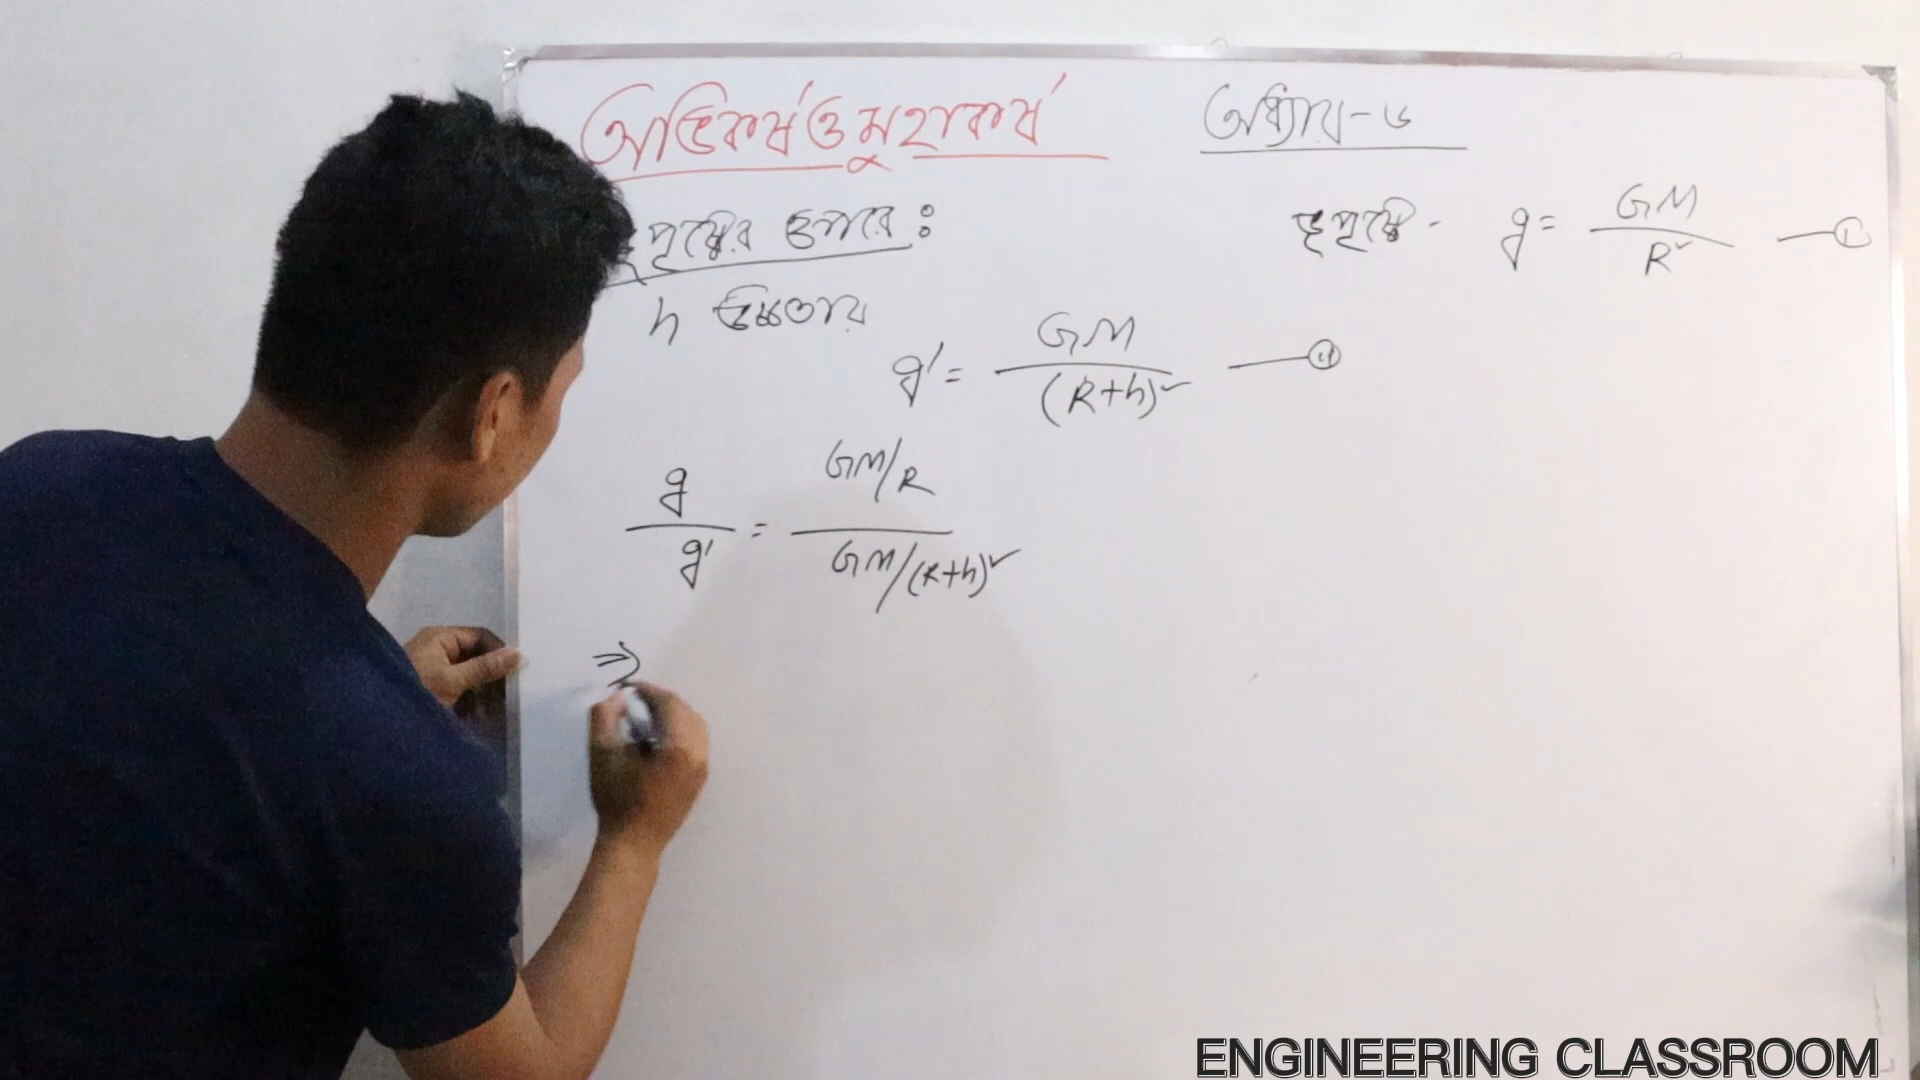 অভিকর্ষ ও মহাকর্ষ অধ্যায়-৬
পৃষ্ঠের উপরে : ভূপৃষ্ঠে - g = GM / R² ①
h উচ্চতায়
g' = GM / (R+h)² ⑪
g / g' = GM/R / GM/(R+h)²
⇒
ENGINEERING CLASSROOM